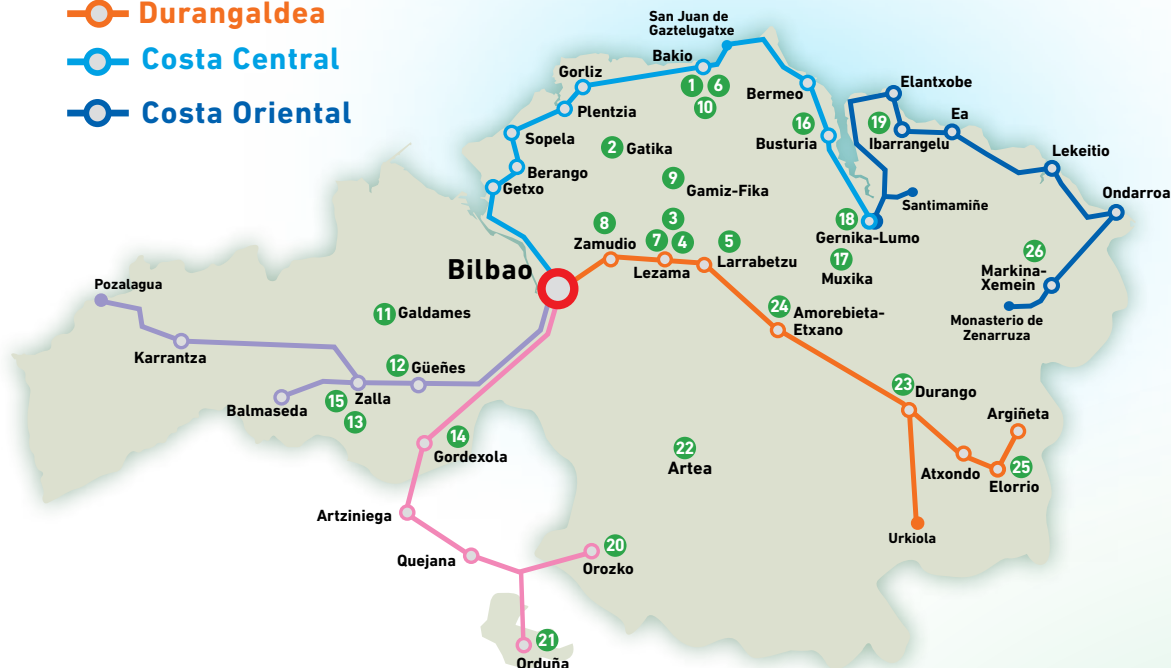 Durangaldea
Costa Central
Costa Oriental
San Juan de
Gaztelugatxe
Bakio
1
6
10
Gorliz
Plentzia
Sopela
Berango
Getxo
2
Gatika
9
Gamiz-Fika
Bermeo
16
Busturia
Elantxobe
19
Ibarrangelu
Ea
Lekeitio
Ondarroa
Santimamiñe
18
Gernika-Lumo
17
Muxika
26
Markina-
Xemein
Monasterio de
Zenarruza
8
Zamudio
3
7
4
Lezama
5
Larrabetzu
Bilbao
24
Amorebieta-
Etxano
Pozalagua
Karrantza
11
Galdames
12
Güeñes
Balmaseda
15
Zalla
13
14
Gordexola
22
Artea
23
Durango
Argiñeta
Atxondo
25
Elorrio
Urkiola
Artziniega
Quejana
20
Orozko
21
Orduña